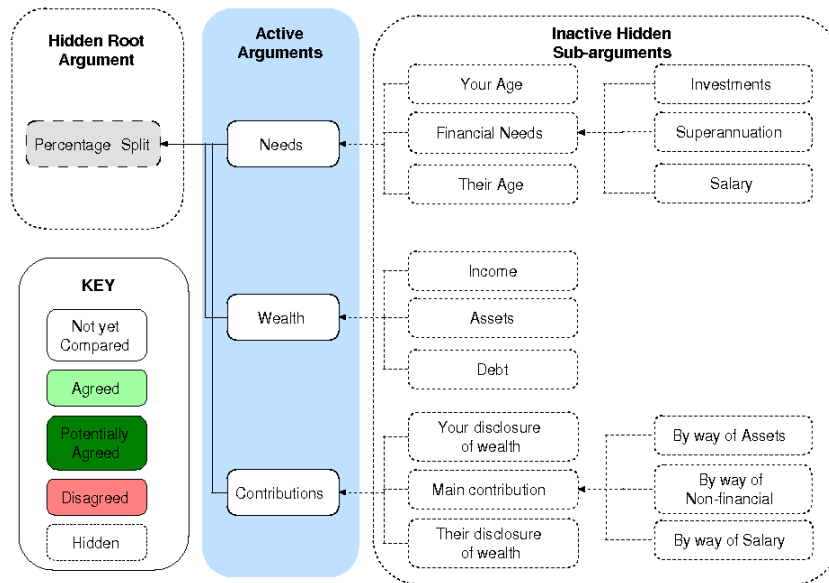 Hidden Root
Argument
Percentage Split
KEY
Not yet
Compared
Agreed
Potentially
Agreed
Disagreed
Hidden
Active
Arguments
Needs
Wealth
Contributions
Inactive Hidden
Sub-arguments
Your Age
Financial Needs
Their Age
Investments
Superannuation
Salary
Income
Assets
Debt
Your disclosure
of wealth
Main contribution
Their disclosure
of wealth
By way of Assets
By way of
Non-financial
By way of Salary